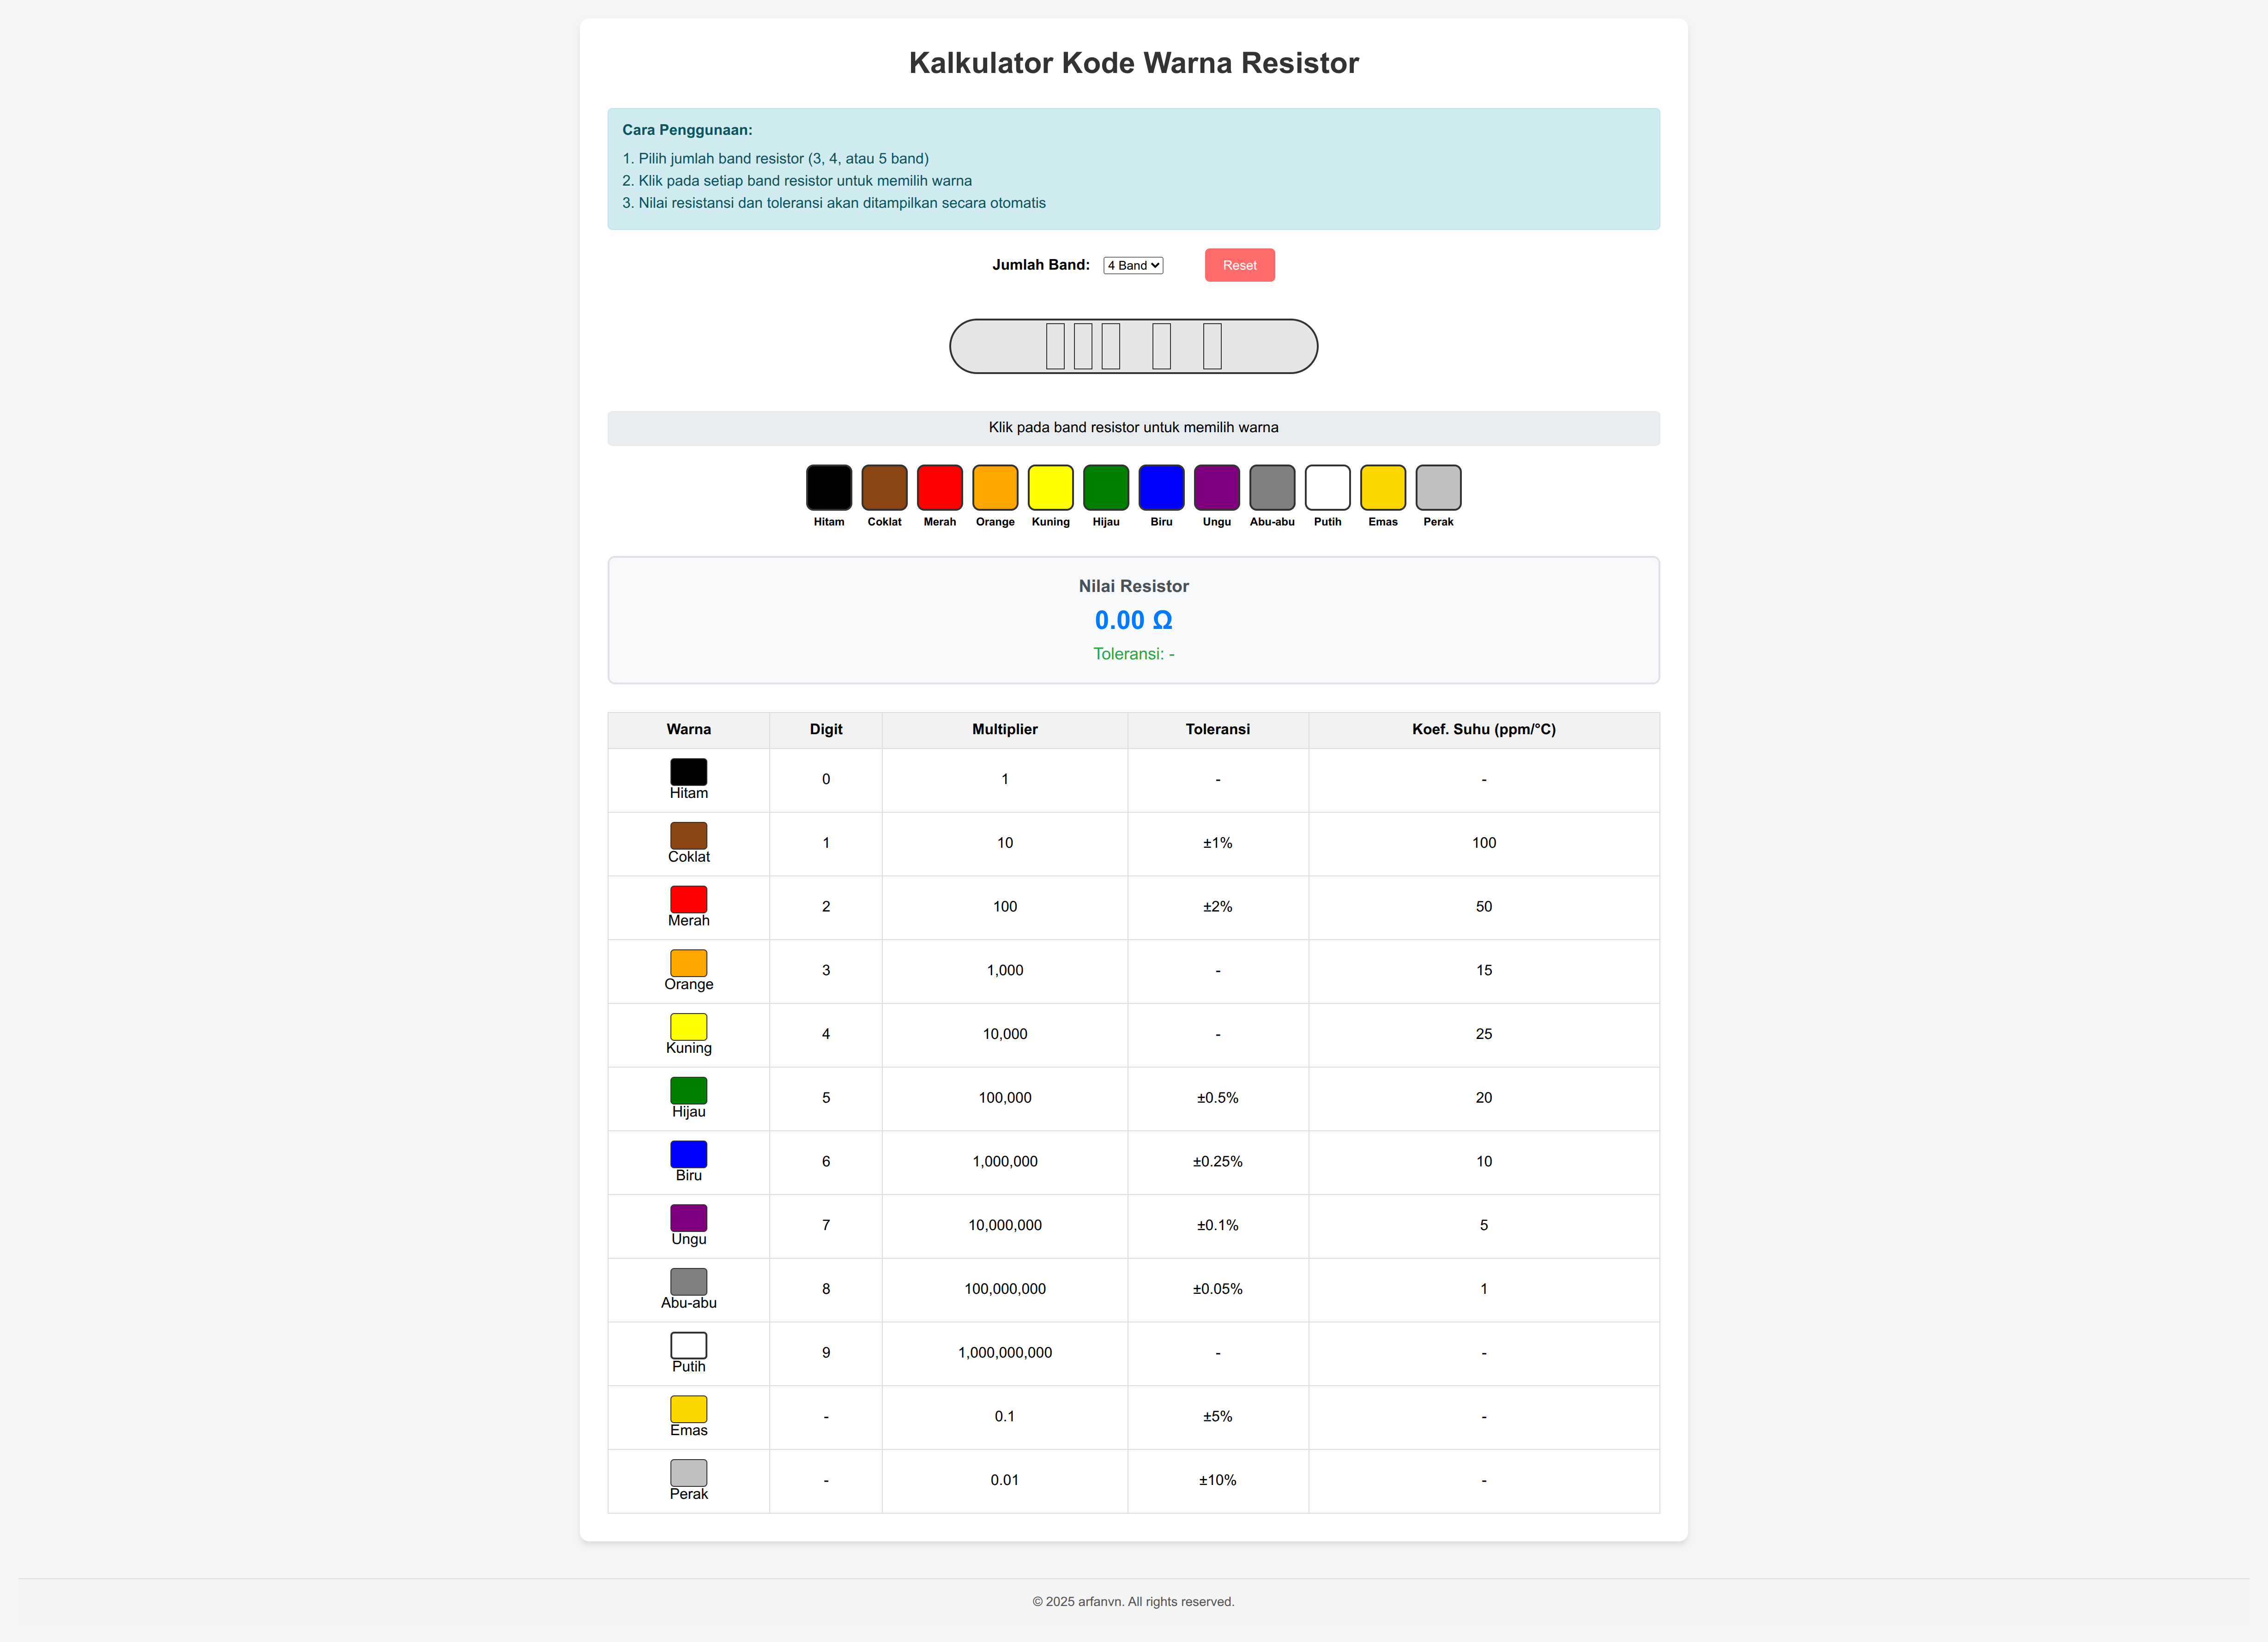 Kalkulator Kode Warna Resistor
Cara Penggunaan:
1. Pilih jumlah band resistor (3, 4, atau 5 band)
2. Klik pada setiap band resistor untuk memilih warna
3. Nilai resistansi dan toleransi akan ditampilkan secara otomatis
Jumlah Band: 4 Band Reset
Klik pada band resistor untuk memilih warna
Hitam Coklat Merah Orange Kuning Hijau Biru Ungu Abu-abu Putih Emas Perak
Nilai Resistor
0.00 Ω
Toleransi: -
Warna Digit Multiplier Toleransi Koef. Suhu (ppm/°C)
Hitam 0 1 - -
Coklat 1 10 ±1% 100
Merah 2 100 ±2% 50
Orange 3 1,000 - 15
Kuning 4 10,000 - 25
Hijau 5 100,000 ±0.5% 20
Biru 6 1,000,000 ±0.25% 10
Ungu 7 10,000,000 ±0.1% 5
Abu-abu 8 100,000,000 ±0.05% 1
Putih 9 1,000,000,000 - -
Emas - 0.1 ±5% -
Perak - 0.01 ±10% -
© 2025 arfanvn. All rights reserved.